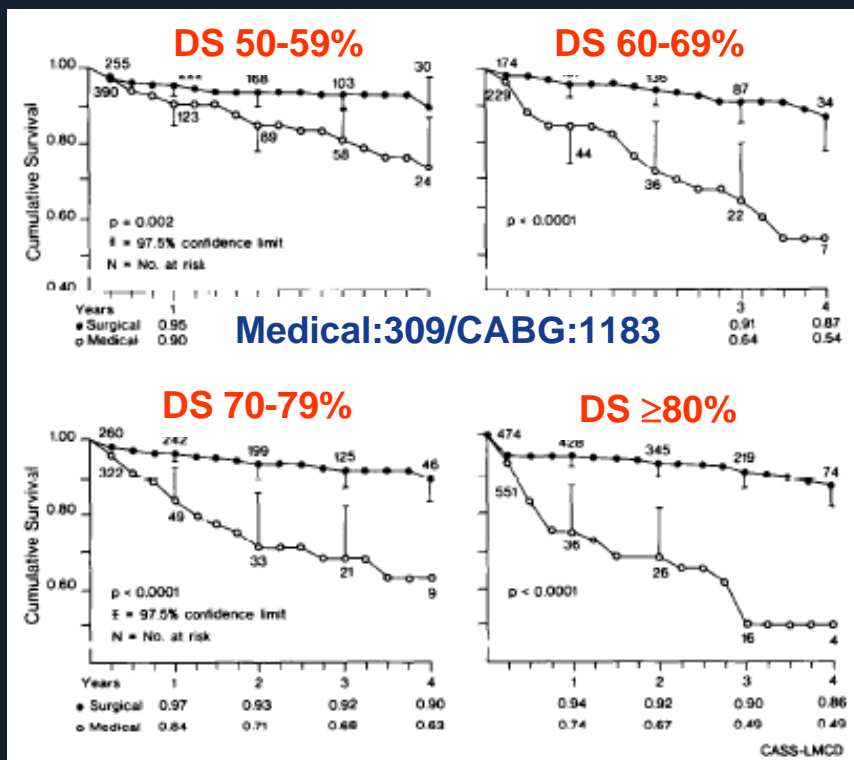 DS 50-59%
1.00
255
390
168
103
30
123
89
58
24
0.80
0.60
0.40
Cumulative Survival
p = 0.002
= 97.5% confidence limit
N = No. at risk
DS 60-69%
174
229
136
87
34
44
36
22
7
p < 0.0001
Years 1
Surgical 0.95
Medical 0.90
Medical:309/CABG:1183
3 4
0.91 0.87
0.64 0.54
DS 70-79%
1.00
260
322
242
199
125
46
49
33
21
9
0.80
0.60
Cumulative Survival
p < 0.0001
= 97.5% confidence limit
N = No. at risk
Years 1 2 3 4
Surgical 0.97 0.93 0.92 0.90
Medical 0.84 0.71 0.68 0.63
DS ≥80%
474
551
428
345
219
74
36
26
16
4
p < 0.0001
1 2 3 4
0.94 0.92 0.90 0.86
0.74 0.67 0.49 0.49
CASS-LMCD